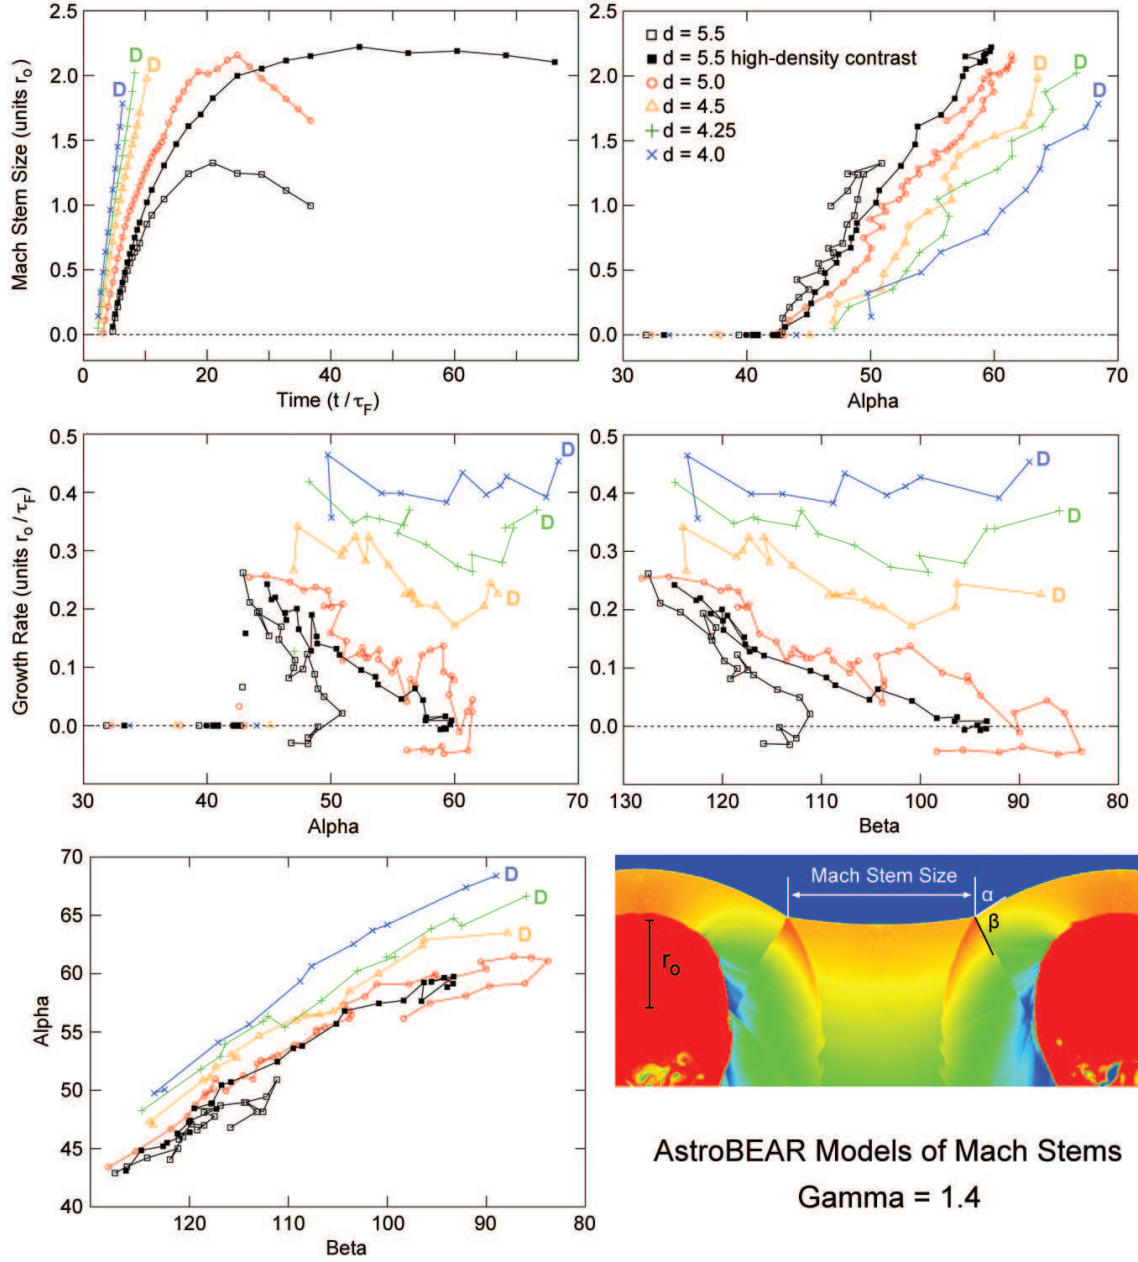 2.5
2.0
1.5
1.0
0.5
0.0
Mach Stem Size (units r₀)
D
D
D
0
20
40
60
Time (t / τF)
d = 5.5
d = 5.5 high-density contrast
d = 5.0
d = 4.5
d = 4.25
d = 4.0
2.5
2.0
1.5
1.0
0.5
0.0
D
D
D
30
40
50
60
70
Alpha
0.5
0.4
0.3
0.2
0.1
0.0
Growth Rate (units r₀ / τF)
D
D
D
30
40
50
60
70
Alpha
0.5
0.4
0.3
0.2
0.1
0.0
D
D
D
130
120
110
100
90
80
Beta
70
65
60
55
50
45
40
Alpha
D
D
D
120
110
100
90
80
Beta
Mach Stem Size
α
β
r₀
AstroBEAR Models of Mach Stems
Gamma = 1.4